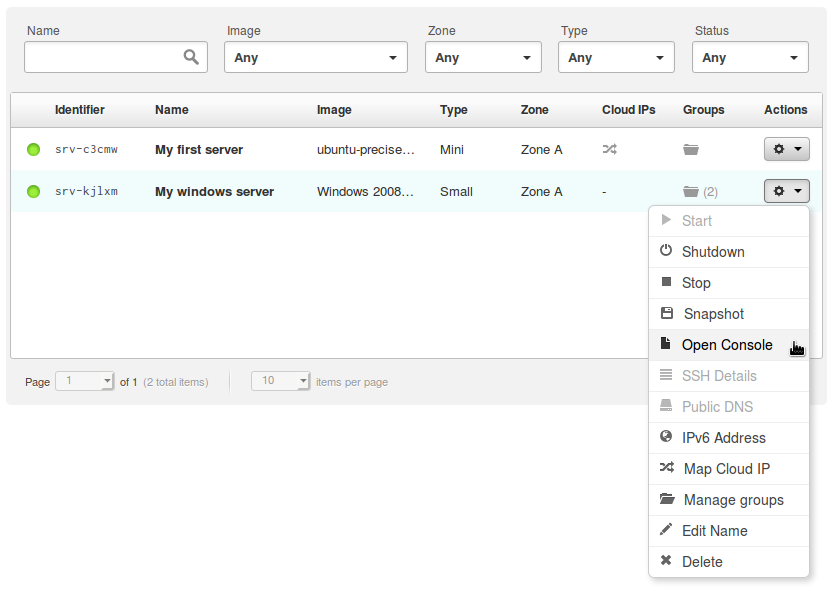 Name Image Zone Type Status
Any Any Any Any
Identifier Name Image Type Zone Cloud IPs Groups Actions
srv-c3cmw My first server ubuntu-precise... Mini Zone A
srv-kjlxm My windows server Windows 2008... Small Zone A - (2)
Start
Shutdown
Stop
Snapshot
Open Console
SSH Details
Public DNS
IPv6 Address
Map Cloud IP
Manage groups
Edit Name
Delete
Page 1 of 1 (2 total items) 10 items per page